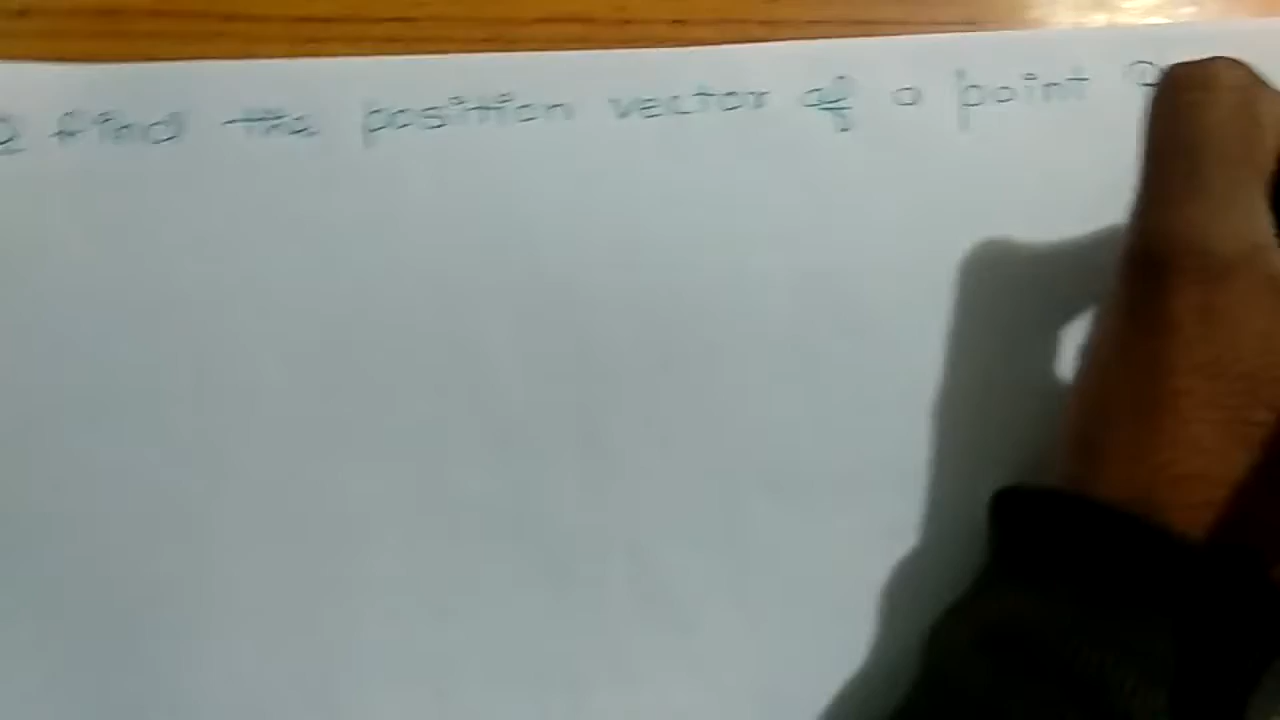 Q find the position vector of a point